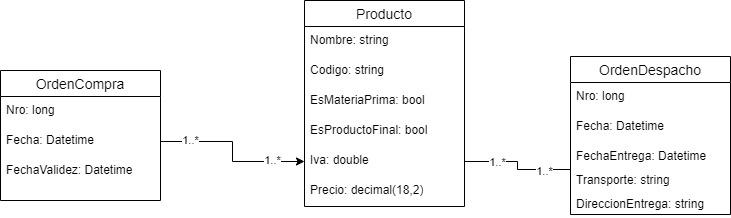 OrdenCompra
Nro: long
Fecha: Datetime
FechaValidez: Datetime
1..*
1..*
Producto
Nombre: string
Codigo: string
EsMateriaPrima: bool
EsProductoFinal: bool
Iva: double
Precio: decimal(18,2)
1..*
1..*
OrdenDespacho
Nro: long
Fecha: Datetime
FechaEntrega: Datetime
Transporte: string
DireccionEntrega: string